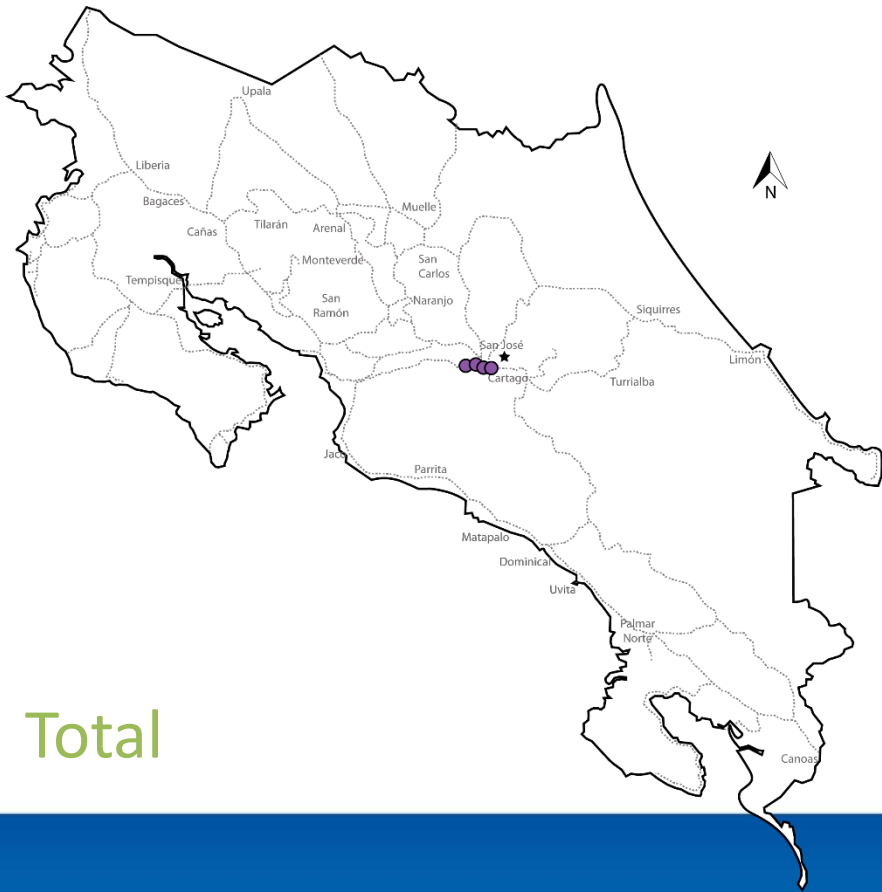 Upala
Liberia
Bagaces
Cañas
Tilarán
Arenal
Muelle
Monteverde
San
Carlos
Tempisque
San
Ramón
Naranjo
Siquirres
San José
Cartago
Limón
Turrialba
Jacó
Parrita
Matapalo
Dominical
Uvita
Palmar
Norte
Canoas
N
Total